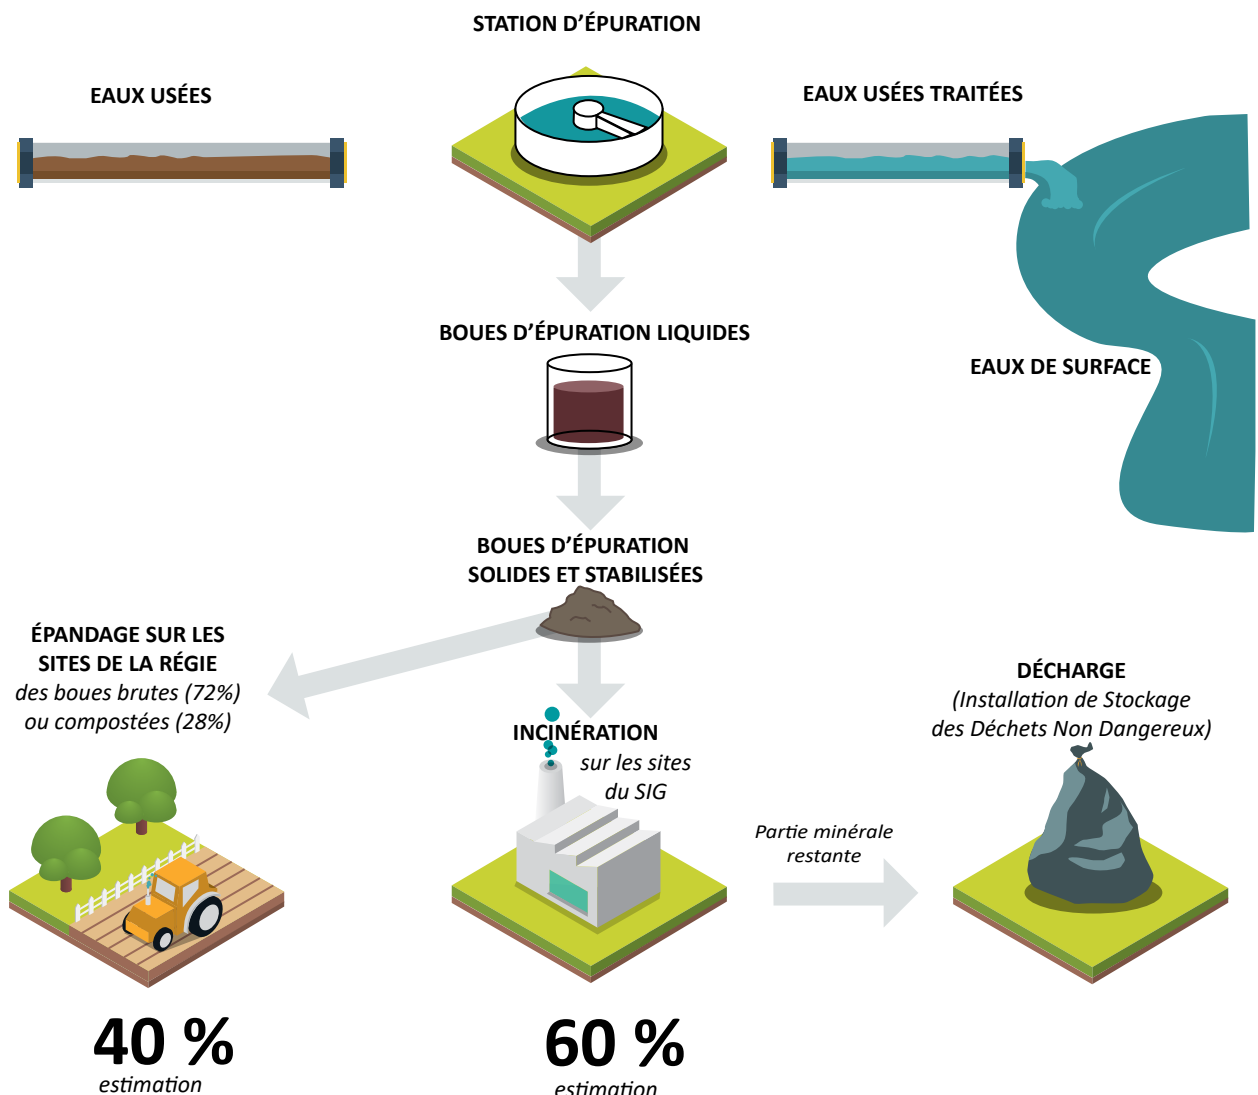 STATION D’ÉPURATION
EAUX USÉES
EAUX USÉES TRAITÉES
BOUES D’ÉPURATION LIQUIDES
EAUX DE SURFACE
BOUES D’ÉPURATION
SOLIDES ET STABILISÉES
ÉPANDAGE SUR LES
SITES DE LA RÉGIE
des boues brutes (72%)
ou compostées (28%)
INCINÉRATION
sur les sites
du SIG
Partie minérale
restante
DÉCHARGE
(Installation de Stockage
des Déchets Non Dangereux)
40 %
estimation
60 %
estimation